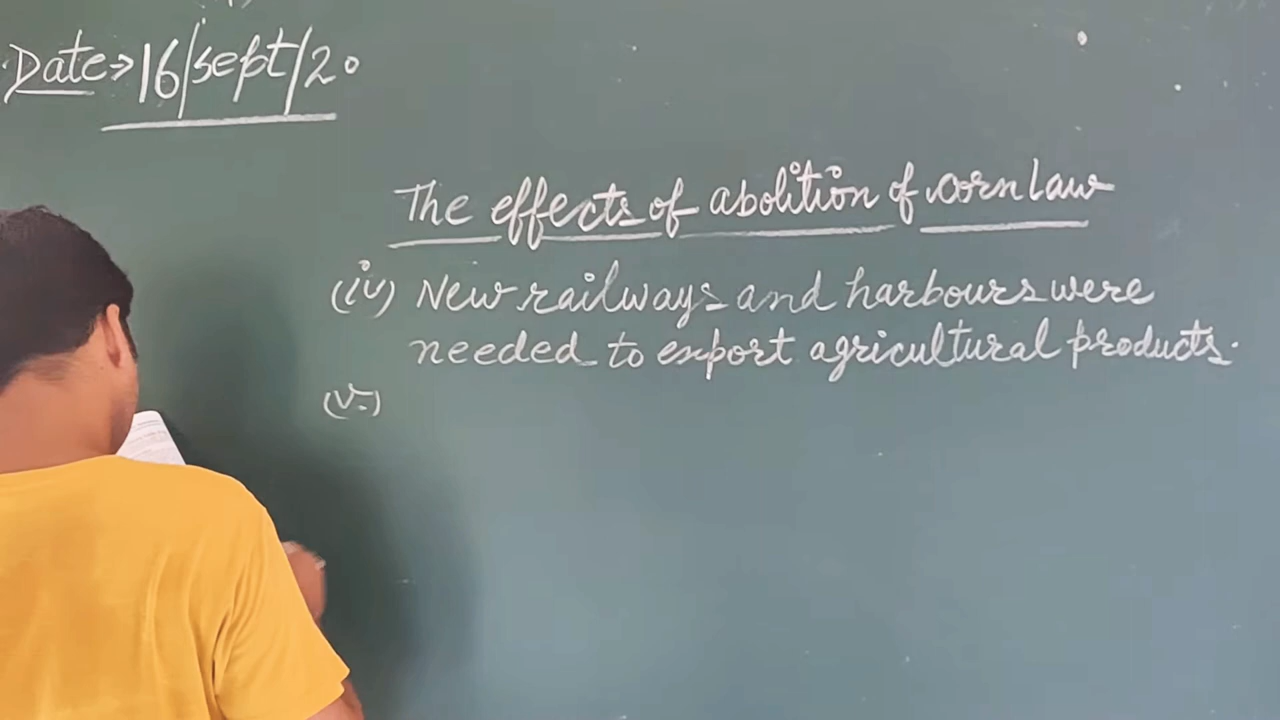 Date→16/sept/20
The effects of abolition of corn law
(iv) New railways and harbours were
needed to export agricultural products.
(v-)